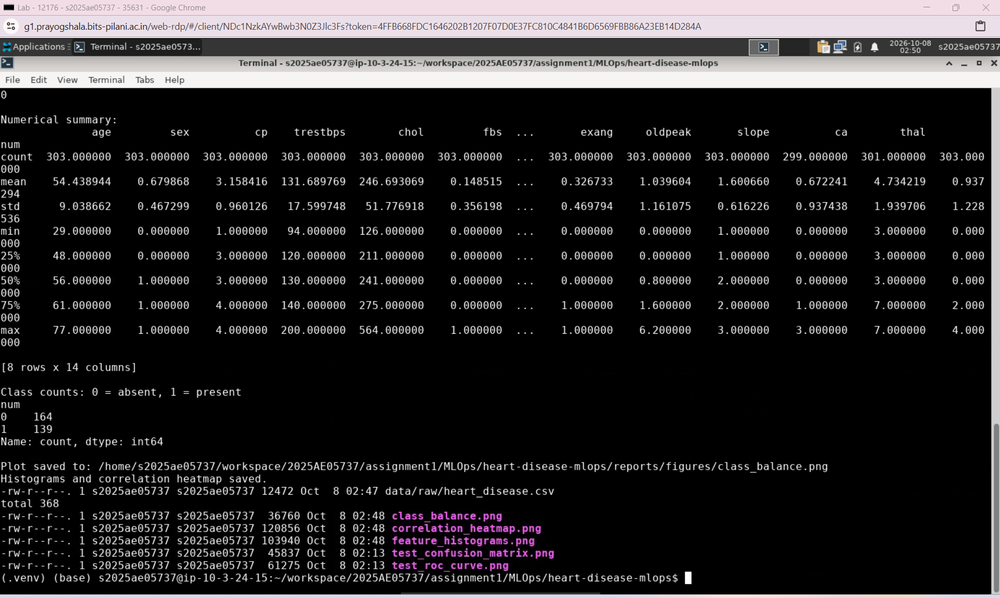 Lab - 12176 - s2025ae05737 - 35631 - Google Chrome
g1.prayogshala.bits-pilani.ac.in/web-rdp/#/client/NDc1NzkAYwBwb3N0Z3Jlc3Fs?token=4FFB668FDC1646202B1207F07D0E37FC810C4841B6D6569FBB86A23EB14D284A
Applications Terminal - s2025ae0573... 2026-10-08 02:50 s2025ae05737
Terminal - s2025ae05737@ip-10-3-24-15:~/workspace/2025AE05737/assignment1/MLOps/heart-disease-mlops
File Edit View Terminal Tabs Help
0
Numerical summary:
age sex cp trestbps chol fbs ... exang oldpeak slope ca thal
num
count 303.000000 303.000000 303.000000 303.000000 303.000000 303.000000 ... 303.000000 303.000000 303.000000 299.000000 301.000000 303.000
000
mean 54.438944 0.679868 3.158416 131.689769 246.693069 0.148515 ... 0.326733 1.039604 1.600660 0.672241 4.734219 0.937
294
std 9.038662 0.467299 0.960126 17.599748 51.776918 0.356198 ... 0.469794 1.161075 0.616226 0.937438 1.939706 1.228
536
min 29.000000 0.000000 1.000000 94.000000 126.000000 0.000000 ... 0.000000 0.000000 1.000000 0.000000 3.000000 0.000
000
25% 48.000000 0.000000 3.000000 120.000000 211.000000 0.000000 ... 0.000000 0.000000 1.000000 0.000000 3.000000 0.000
000
50% 56.000000 1.000000 3.000000 130.000000 241.000000 0.000000 ... 0.000000 0.800000 2.000000 0.000000 3.000000 0.000
000
75% 61.000000 1.000000 4.000000 140.000000 275.000000 0.000000 ... 1.000000 1.600000 2.000000 1.000000 7.000000 2.000
000
max 77.000000 1.000000 4.000000 200.000000 564.000000 1.000000 ... 1.000000 6.200000 3.000000 3.000000 7.000000 4.000
000
[8 rows x 14 columns]
Class counts: 0 = absent, 1 = present
num
0 164
1 139
Name: count, dtype: int64
Plot saved to: /home/s2025ae05737/workspace/2025AE05737/assignment1/MLOps/heart-disease-mlops/reports/figures/class_balance.png
Histograms and correlation heatmap saved.
-rw-r--r--. 1 s2025ae05737 s2025ae05737 12472 Oct 8 02:47 data/raw/heart_disease.csv
total 368
-rw-r--r--. 1 s2025ae05737 s2025ae05737 36760 Oct 8 02:48 class_balance.png
-rw-r--r--. 1 s2025ae05737 s2025ae05737 120856 Oct 8 02:48 correlation_heatmap.png
-rw-r--r--. 1 s2025ae05737 s2025ae05737 103940 Oct 8 02:48 feature_histograms.png
-rw-r--r--. 1 s2025ae05737 s2025ae05737 45837 Oct 8 02:13 test_confusion_matrix.png
-rw-r--r--. 1 s2025ae05737 s2025ae05737 61275 Oct 8 02:13 test_roc_curve.png
(.venv) (base) s2025ae05737@ip-10-3-24-15:~/workspace/2025AE05737/assignment1/MLOps/heart-disease-mlops$